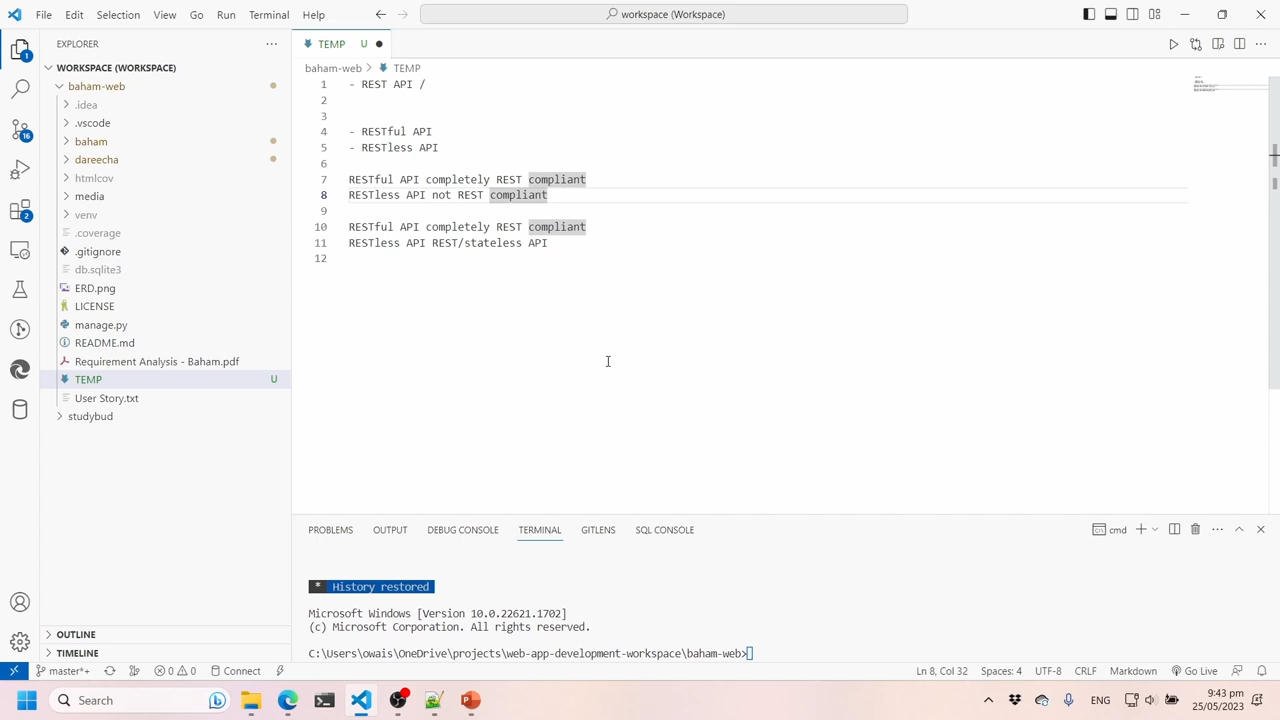 File Edit Selection View Go Run Terminal Help workspace (Workspace)
EXPLORER
TEMP U
WORKSPACE (WORKSPACE)
baham-web > TEMP
baham-web
.idea
.vscode
baham
dareecha
htmlcov
media
venv
.coverage
.gitignore
db.sqlite3
ERD.png
LICENSE
manage.py
README.md
Requirement Analysis - Baham.pdf
TEMP U
User Story.txt
studybud
1 - REST API /
2
3
4 - RESTful API
5 - RESTless API
6
7 RESTful API completely REST compliant
8 RESTless API not REST compliant
9
10 RESTful API completely REST compliant
11 RESTless API REST/stateless API
12
1
16
2
PROBLEMS OUTPUT DEBUG CONSOLE TERMINAL GITLENS SQL CONSOLE cmd
* History restored
Microsoft Windows [Version 10.0.22621.1702]
(c) Microsoft Corporation. All rights reserved.
C:\Users\owais\OneDrive\projects\web-app-development-workspace\baham-web>
OUTLINE
TIMELINE
master*+ 0 0 Connect Ln 8, Col 32 Spaces: 4 UTF-8 CRLF Markdown Go Live
Search ENG 9:43 pm
25/05/2023